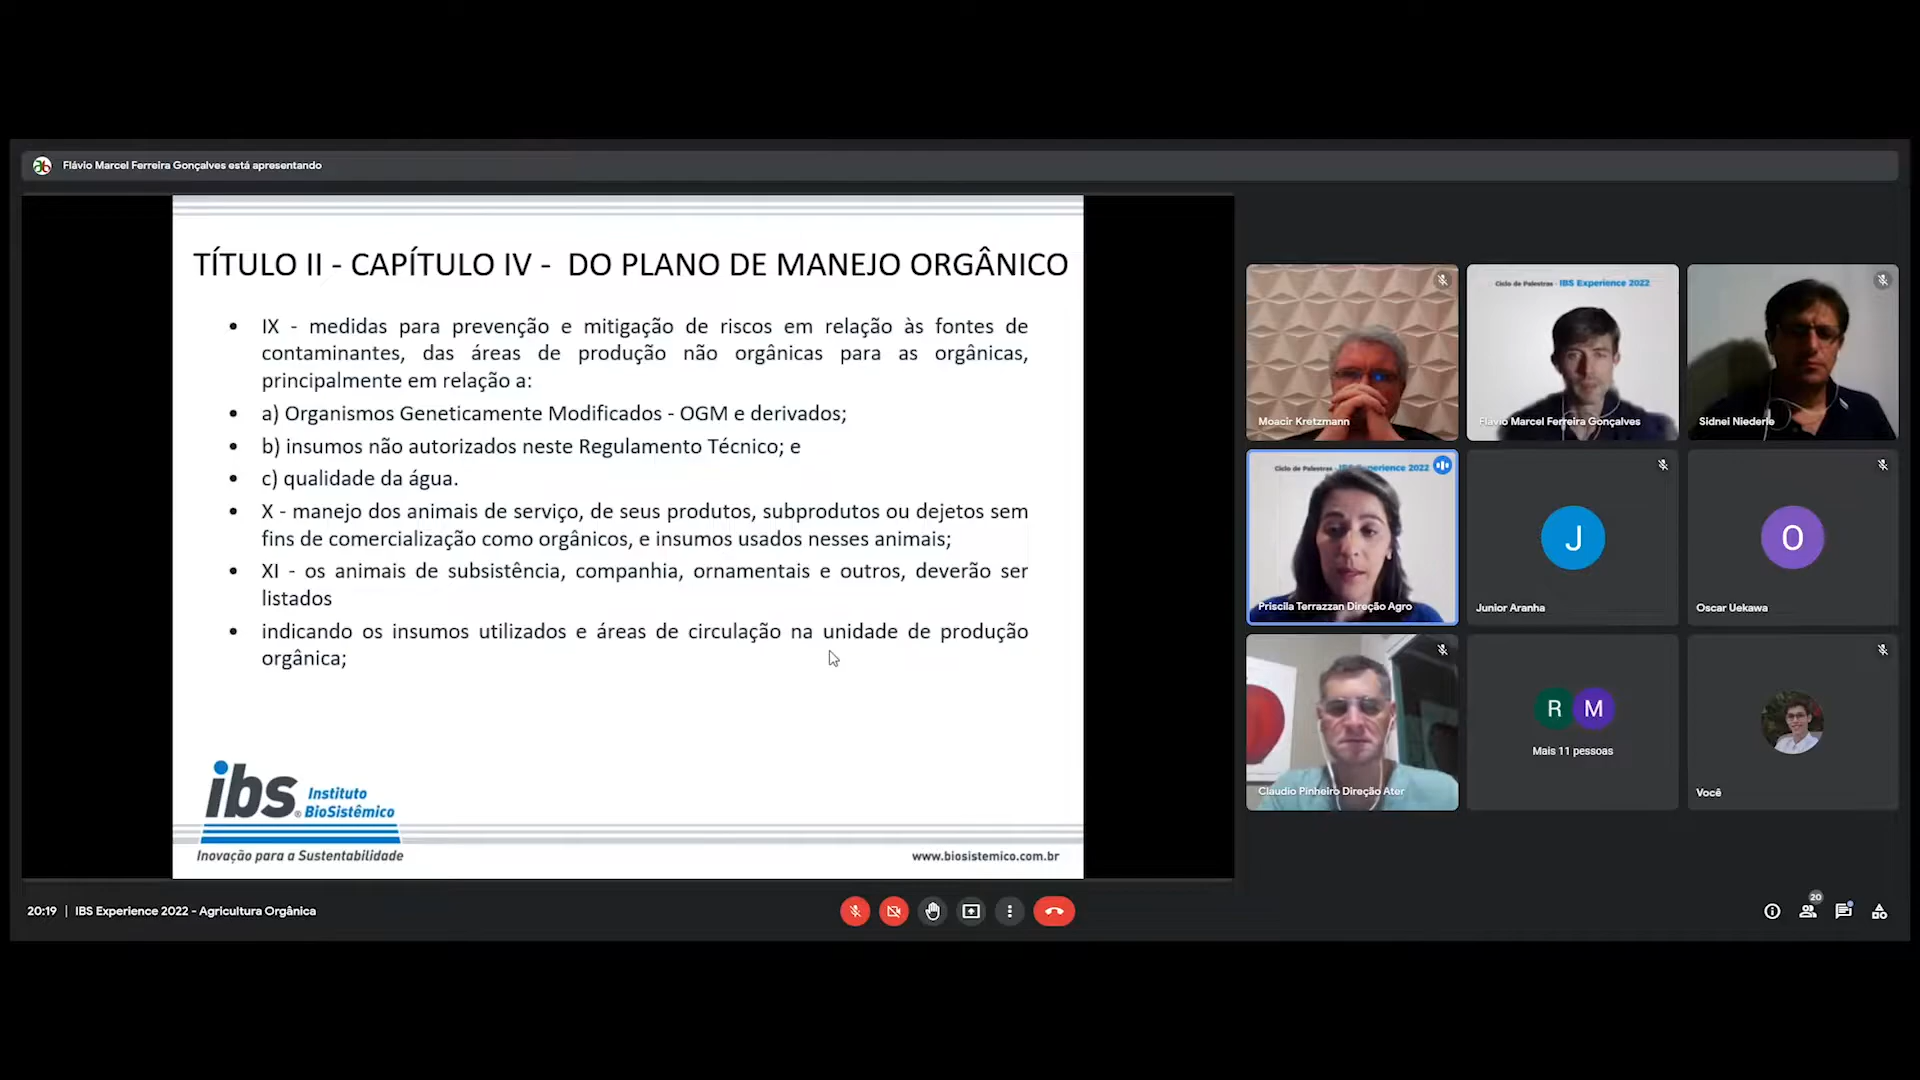 Flávio Marcel Ferreira Gonçalves está apresentando
TÍTULO II - CAPÍTULO IV - DO PLANO DE MANEJO ORGÂNICO
• IX - medidas para prevenção e mitigação de riscos em relação às fontes de
contaminantes, das áreas de produção não orgânicas para as orgânicas,
principalmente em relação a:
• a) Organismos Geneticamente Modificados - OGM e derivados;
• b) insumos não autorizados neste Regulamento Técnico; e
• c) qualidade da água.
• X - manejo dos animais de serviço, de seus produtos, subprodutos ou dejetos sem
fins de comercialização como orgânicos, e insumos usados nesses animais;
• XI - os animais de subsistência, companhia, ornamentais e outros, deverão ser
listados
• indicando os insumos utilizados e áreas de circulação na unidade de produção
orgânica;
ibs® Instituto
BioSistêmico
Inovação para a Sustentabilidade
www.biosistemico.com.br
Moacir Kretzmann
Ciclo de Palestras - IBS Experience 2022
Flávio Marcel Ferreira Gonçalves
Sidnei Niederle
Ciclo de Palestras - IBS Experience 2022
Priscila Terrazzan Direção Agro
J
Junior Aranha
O
Oscar Uekawa
Claudio Pinheiro Direção Ater
R M
Mais 11 pessoas
Você
20:19 | IBS Experience 2022 - Agricultura Orgânica
20